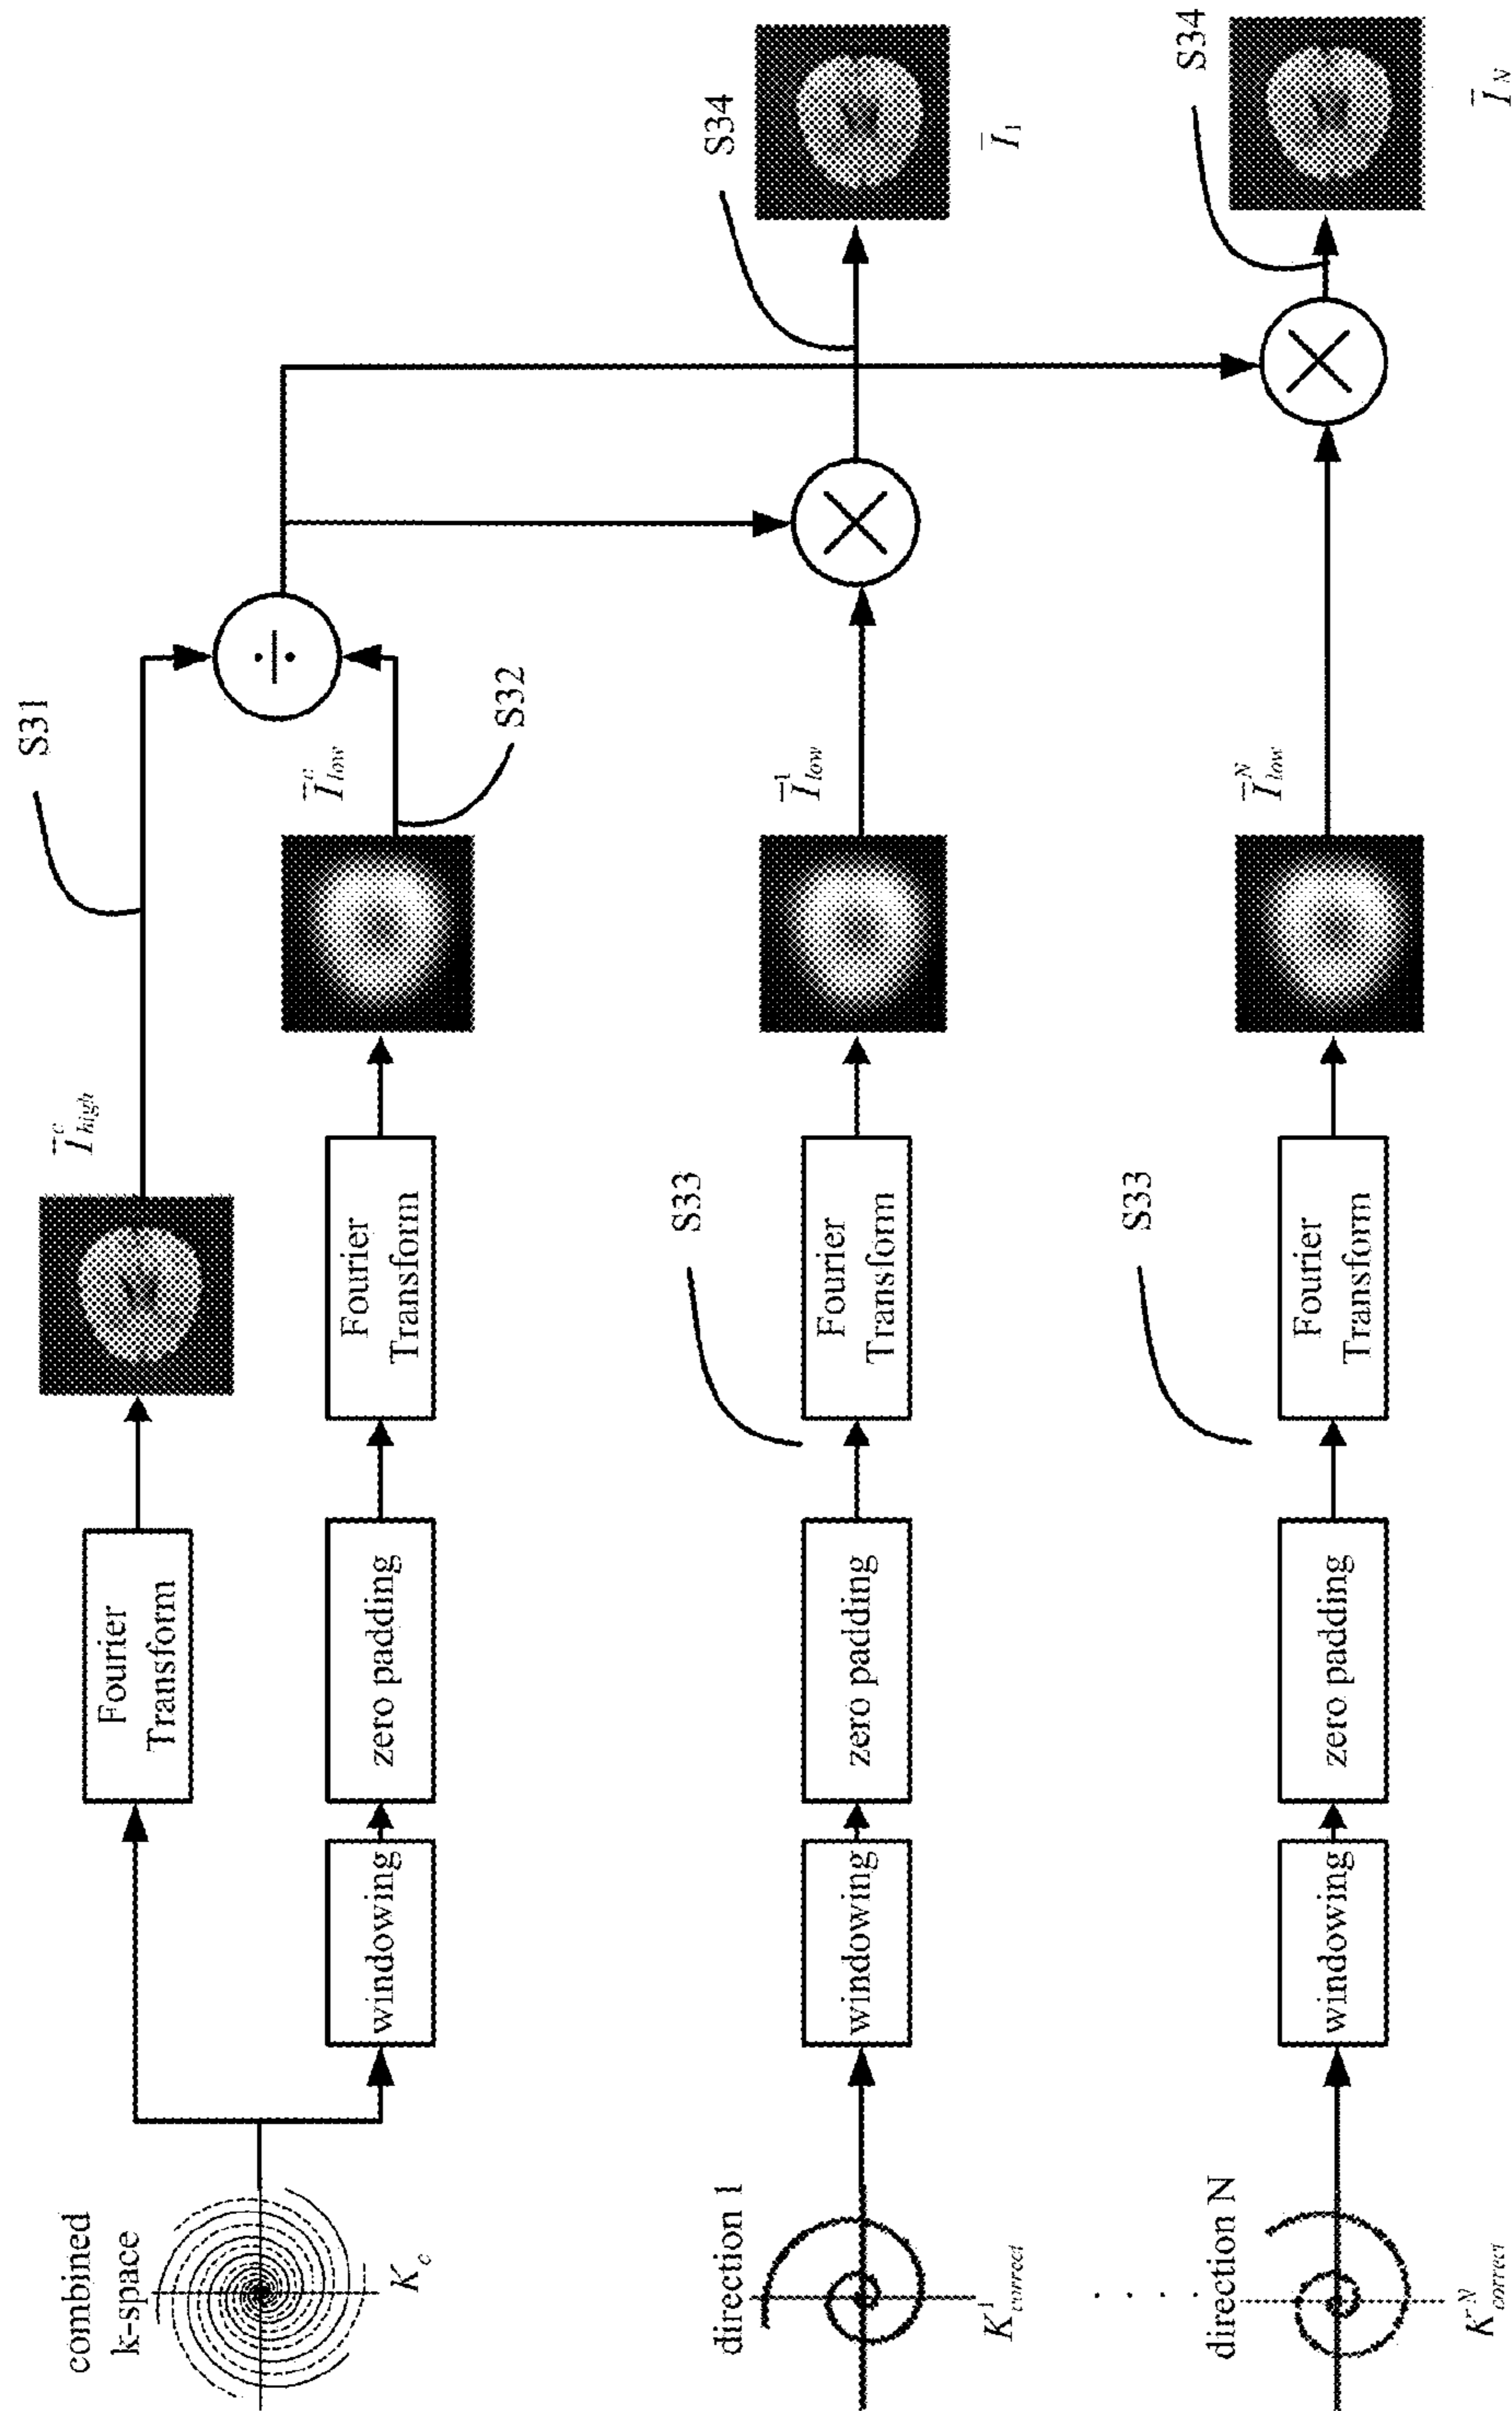 combined
k-space
K_c
Fourier
Transform
Ī^c_high
S31
÷
windowing
zero padding
Fourier
Transform
Ī^c_low
S32
direction 1
K^1_correct
windowing
zero padding
Fourier
Transform
S33
Ī^1_low
S34
Ī_1
. . . .
direction N
K^N_correct
windowing
zero padding
Fourier
Transform
S33
Ī^N_low
S34
Ī_N